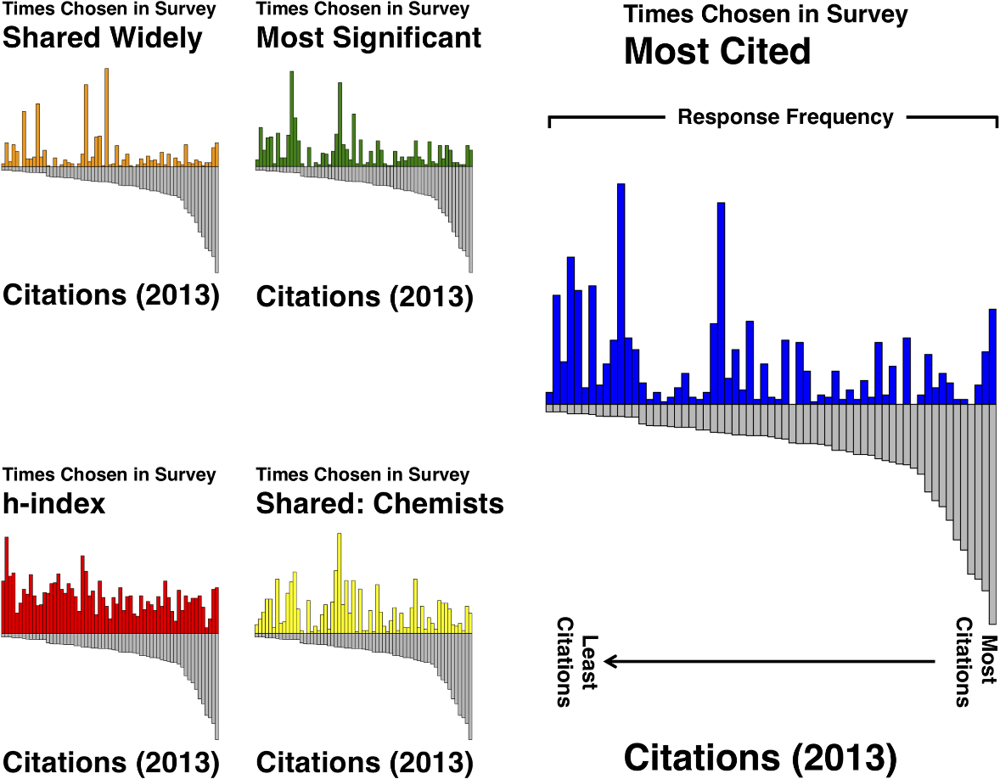 Times Chosen in Survey
Shared Widely
Citations (2013)
Times Chosen in Survey
Most Significant
Citations (2013)
Times Chosen in Survey
Most Cited
Response Frequency
Least
Citations
Most
Citations
Citations (2013)
Times Chosen in Survey
h-index
Citations (2013)
Times Chosen in Survey
Shared: Chemists
Citations (2013)